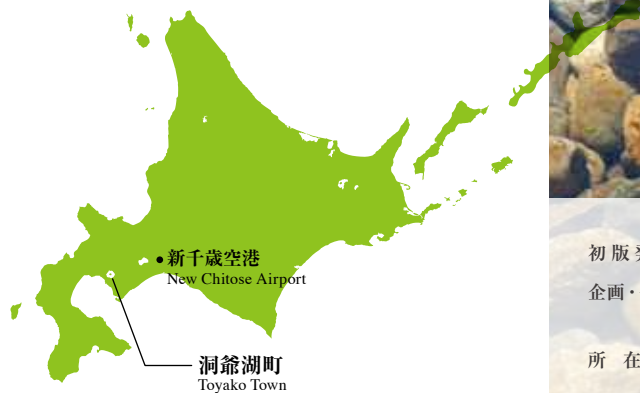 新千歳空港
New Chitose Airport
洞爺湖町
Toyako Town
初版
企画・
所在